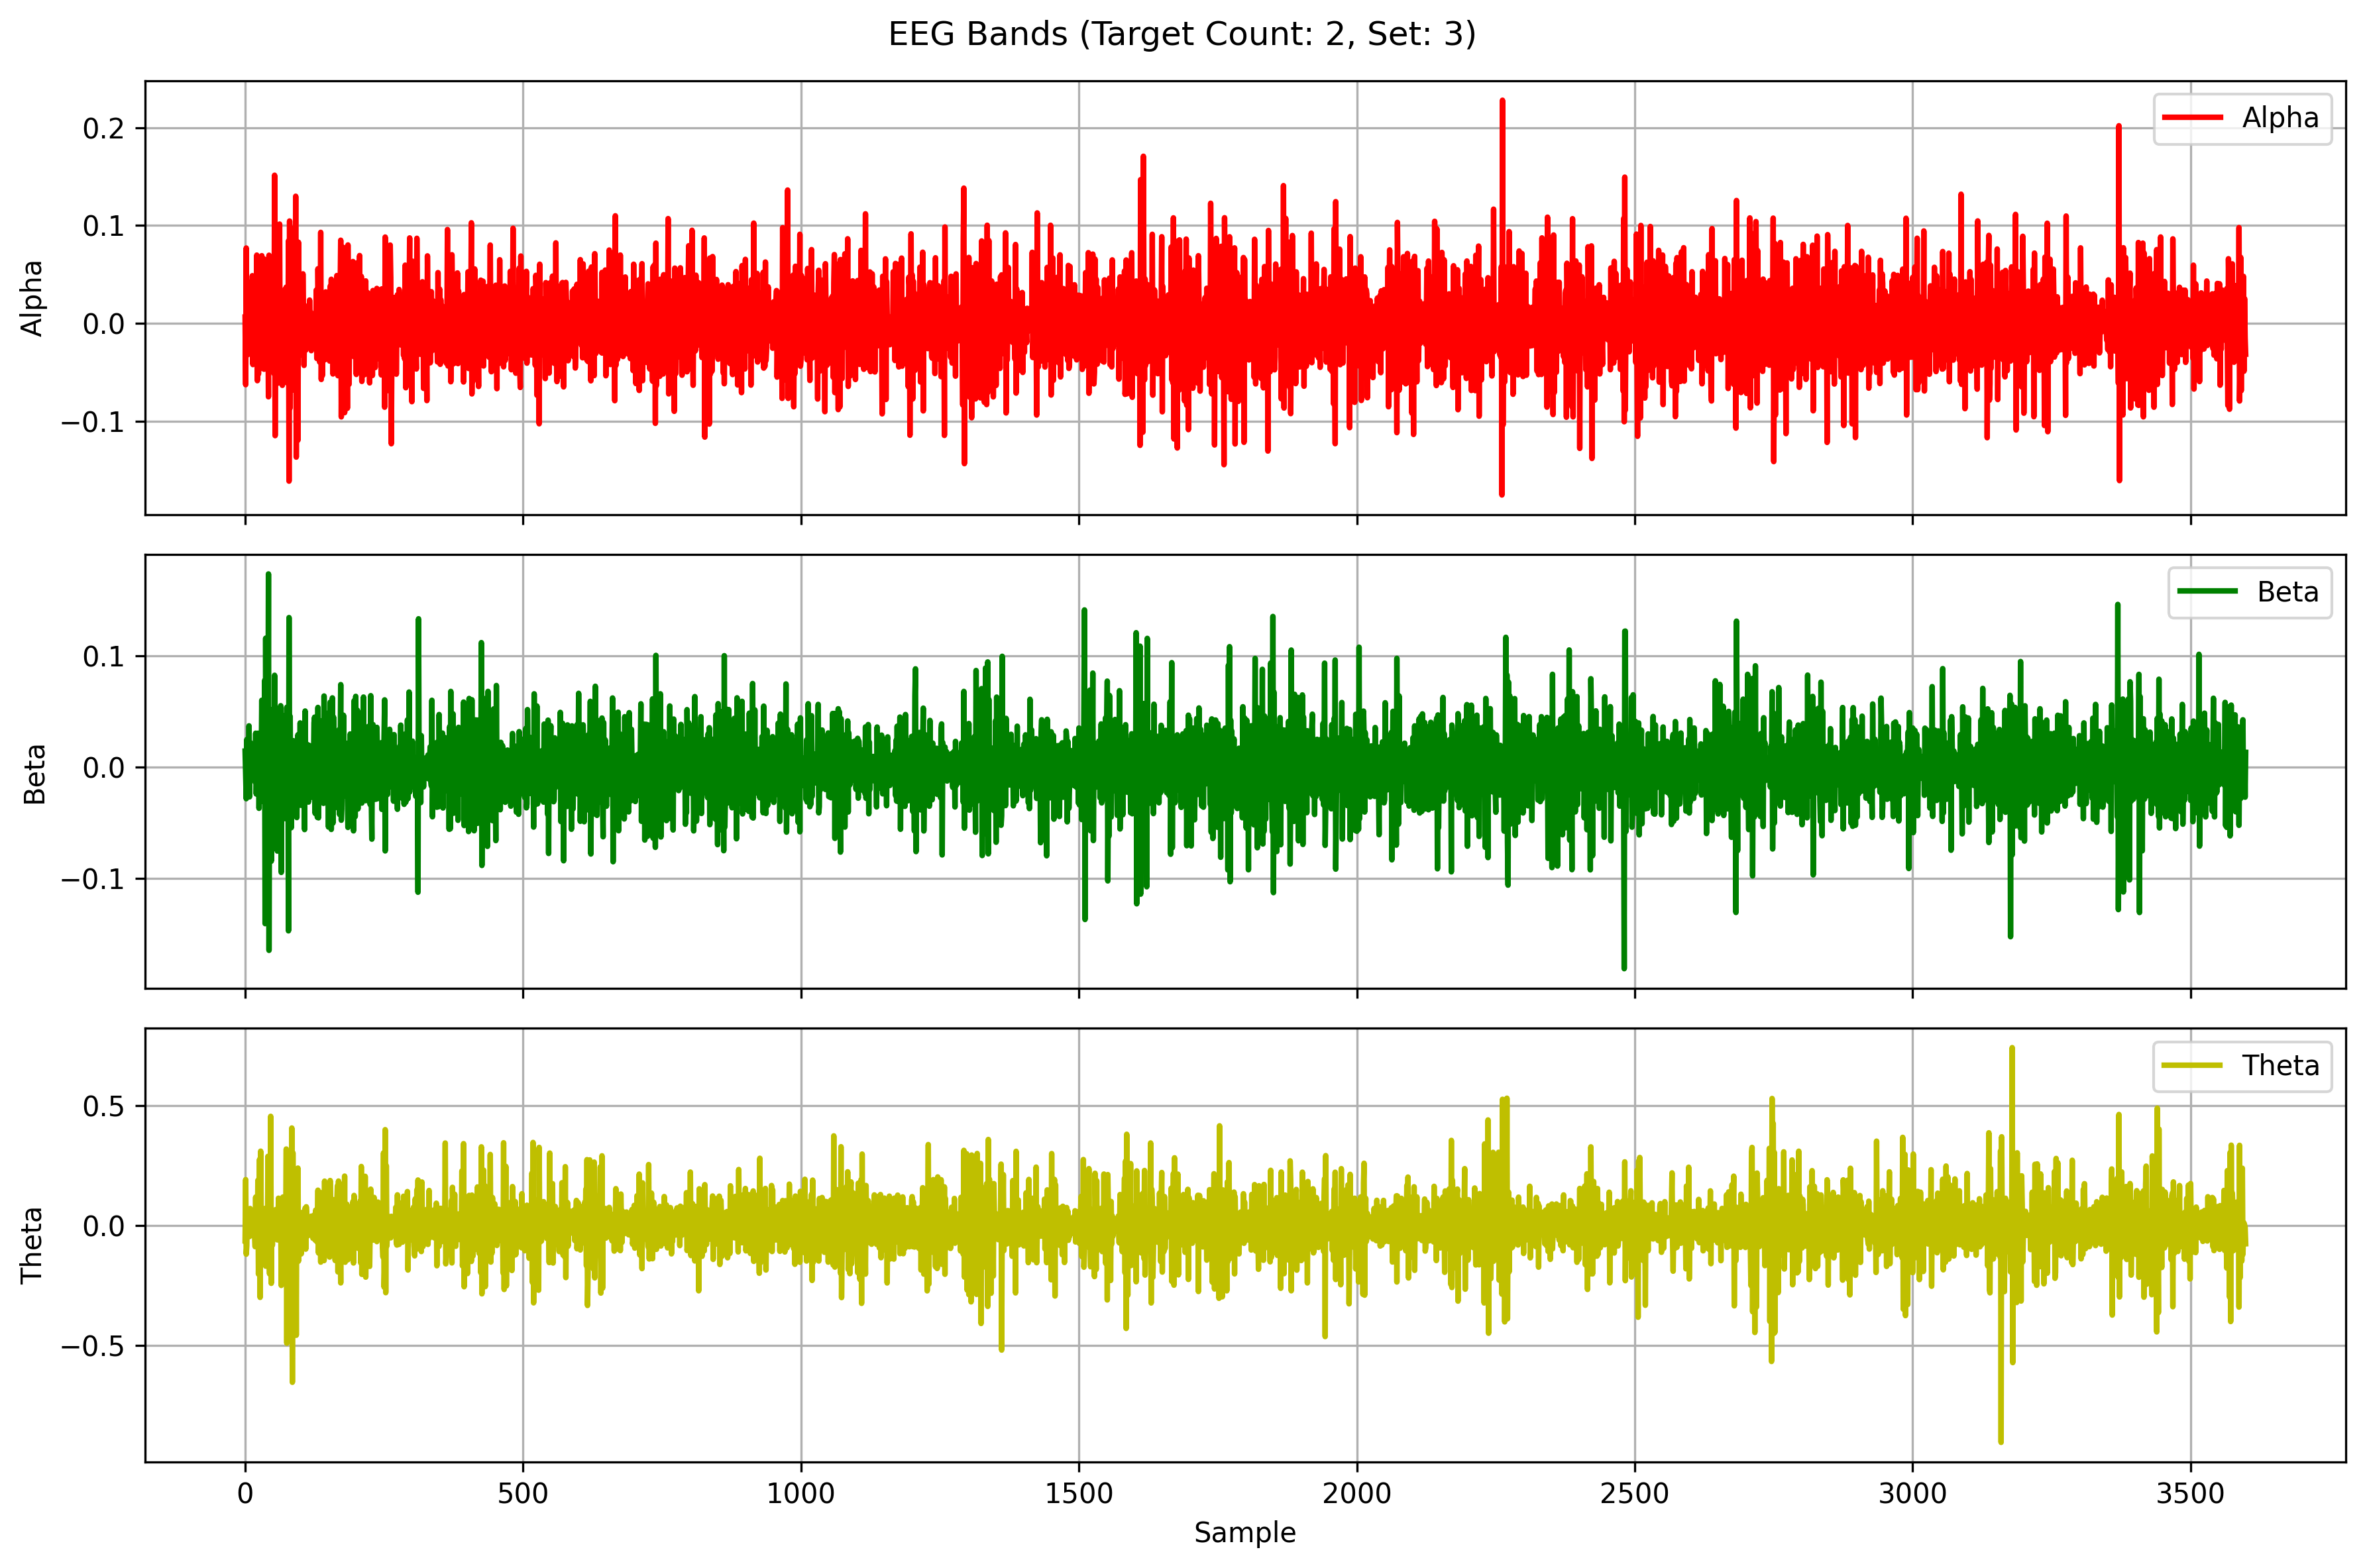 EEG Bands (Target Count: 2, Set: 3)
Alpha
0.2
0.1
0.0
−0.1
Alpha
Beta
0.1
0.0
−0.1
Beta
Theta
0.5
0.0
−0.5
Theta
0 500 1000 1500 2000 2500 3000 3500
Sample